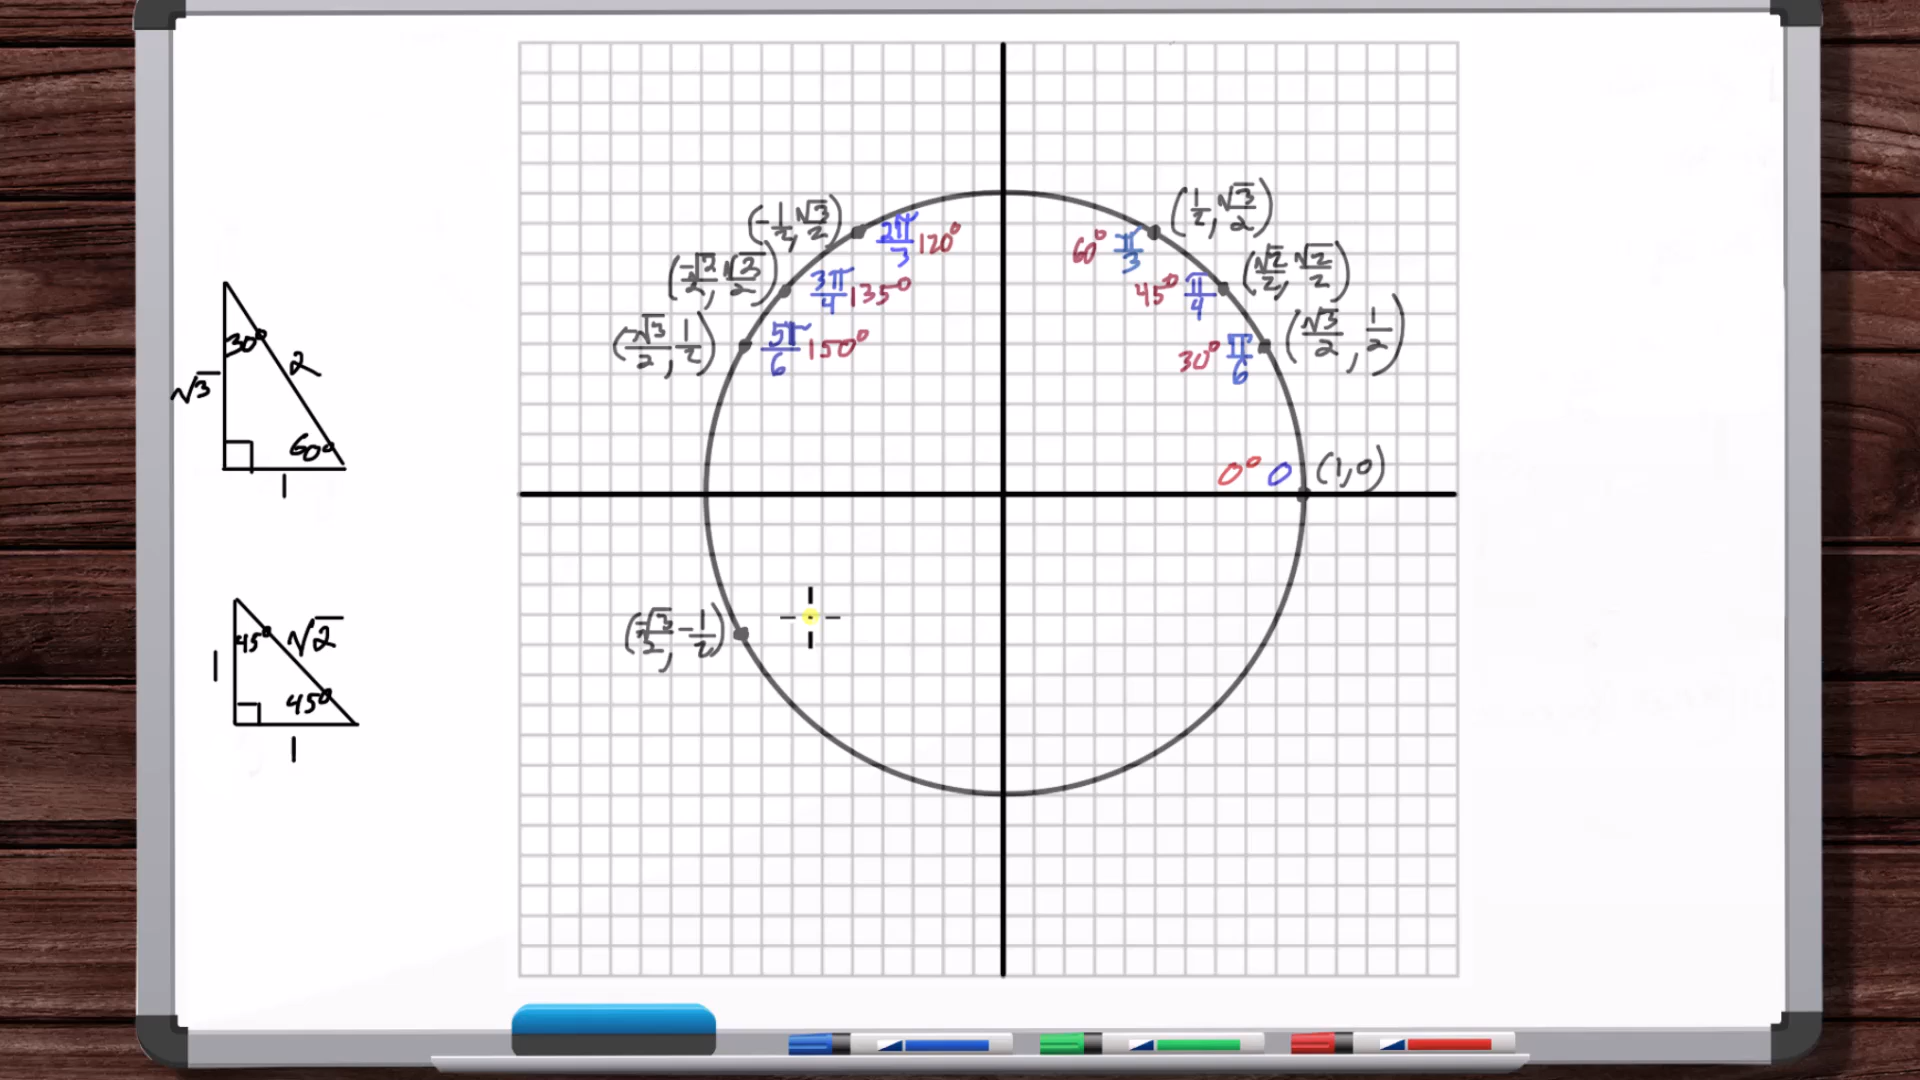 (-1/2, √3/2)
2π/3 120°
60° π/3
(1/2, √3/2)
(-√2/2, √2/2)
3π/4 135°
45° π/4
(√2/2, √2/2)
(-√3/2, 1/2)
5π/6 150°
30° π/6
(√3/2, 1/2)
0° 0 (1,0)
(-√3/2, -1/2)
30°
2
√3
60°
1
45°
√2
1
45°
1